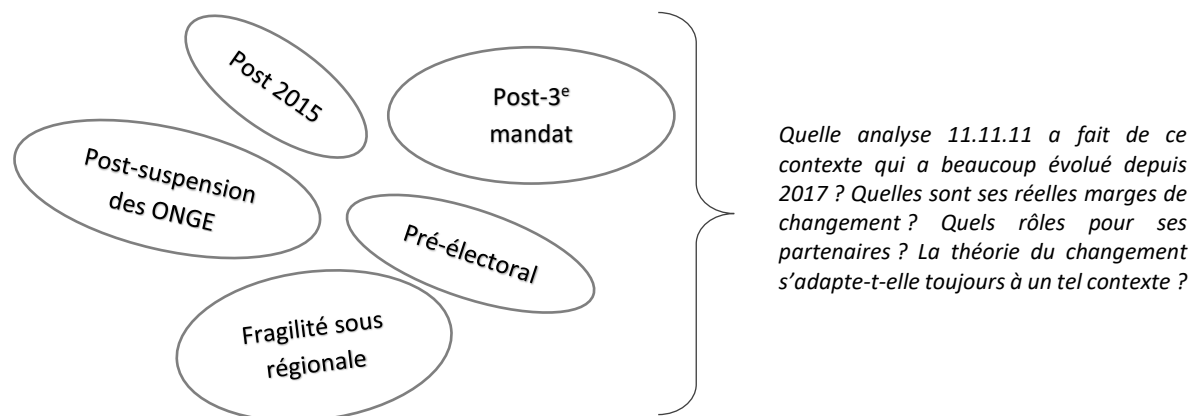 Post 2015
Post-3e
mandat
Post-suspension
des ONGE
Pré-électoral
Fragilité sous
régionale
Quelle analyse 11.11.11 a fait de ce
contexte qui a beaucoup évolué depuis
2017 ? Quelles sont ses réelles marges de
changement ? Quels rôles pour ses
partenaires ? La théorie du changement
s’adapte-t-elle toujours à un tel contexte ?